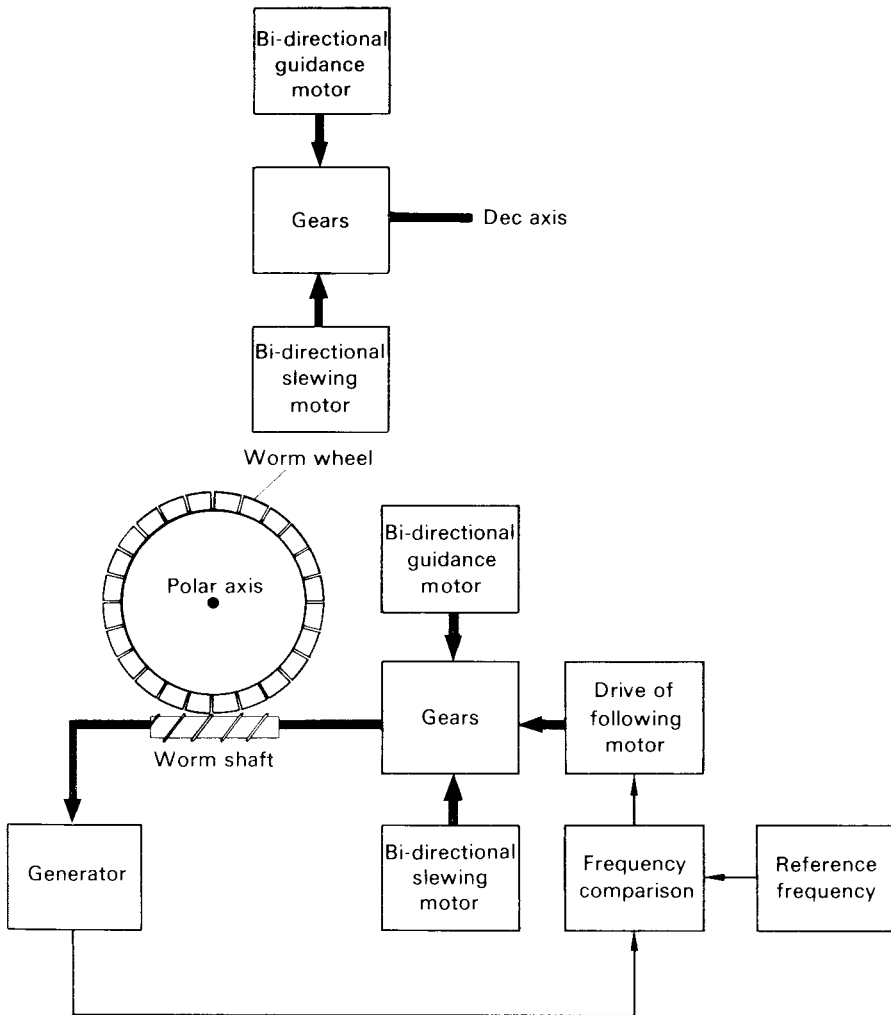 Bi-directional
guidance
motor
Gears
Dec axis
Bi-directional
slewing
motor
Worm wheel
Polar axis
Bi-directional
guidance
motor
Gears
Drive of
following
motor
Worm shaft
Generator
Bi-directional
slewing
motor
Frequency
comparison
Reference
frequency